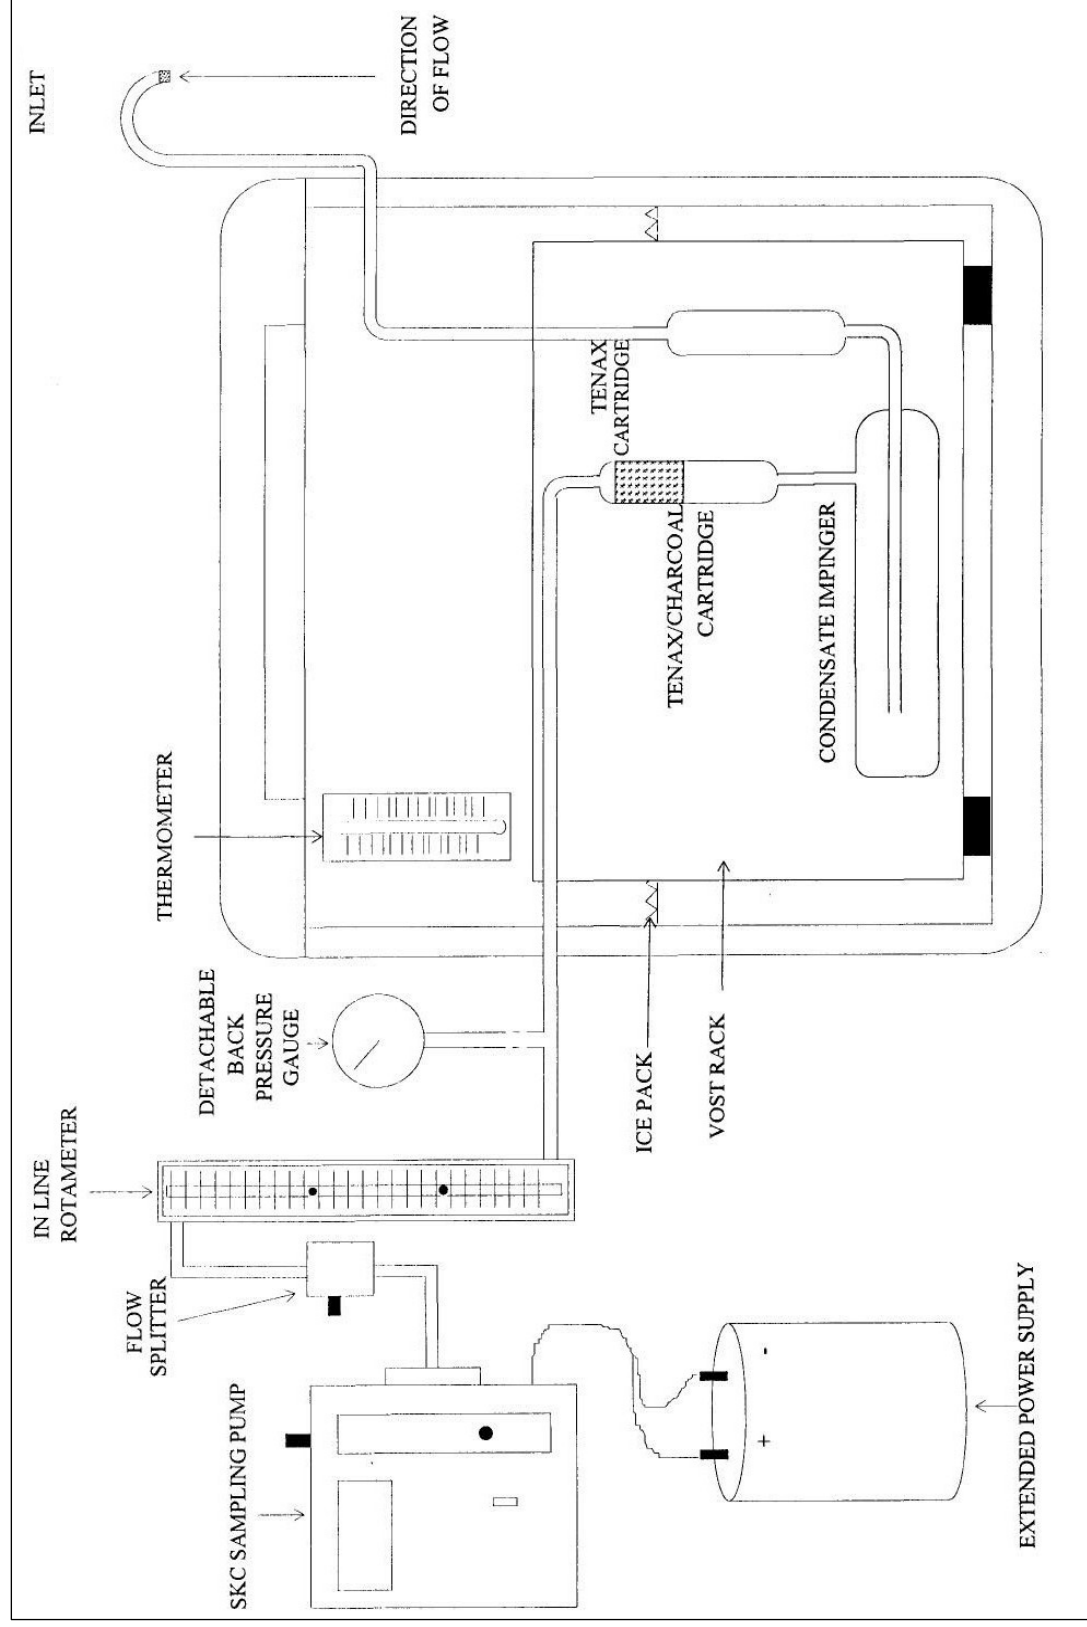 INLET
DIRECTION
OF FLOW
THERMOMETER
TENAX
CARTRIDGE
TENAX/CHARCOAL
CARTRIDGE
CONDENSATE IMPINGER
DETACHABLE
BACK
PRESSURE
GAUGE
ICE PACK
VOST RACK
IN LINE
ROTAMETER
FLOW
SPLITTER
SKC SAMPLING PUMP
+
-
EXTENDED POWER SUPPLY